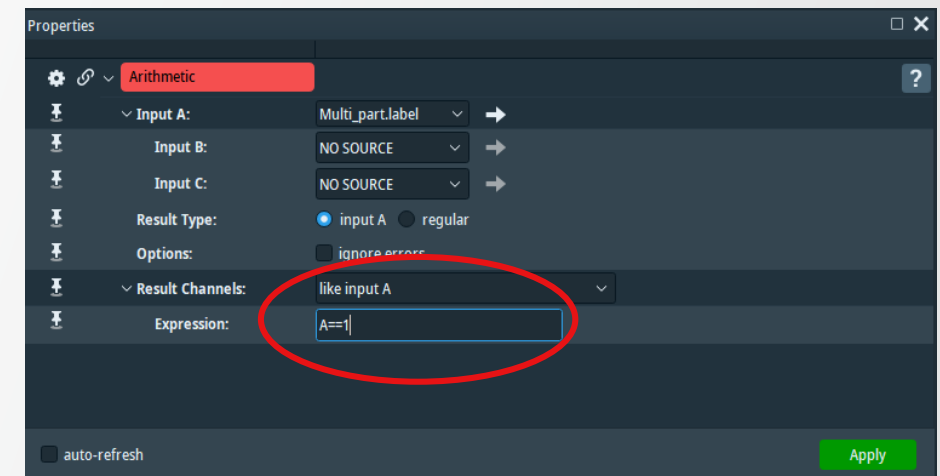 Properties
Arithmetic
?
Input A: Multi_part.label
Input B: NO SOURCE
Input C: NO SOURCE
Result Type: input A regular
Options: ignore errors
Result Channels: like input A
Expression: A==1
auto-refresh Apply